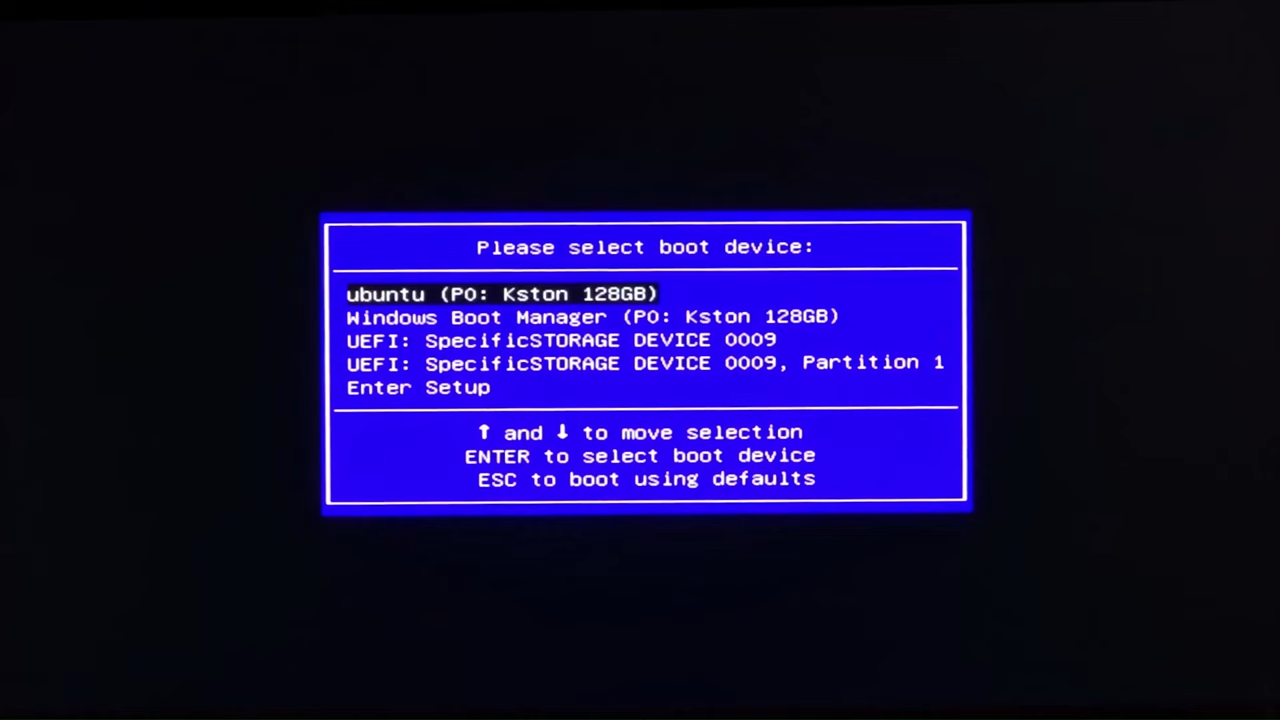 Please select boot device:
ubuntu (P0: Kston 128GB)
Windows Boot Manager (P0: Kston 128GB)
UEFI: SpecificSTORAGE DEVICE 0009
UEFI: SpecificSTORAGE DEVICE 0009, Partition 1
Enter Setup
↑ and ↓ to move selection
ENTER to select boot device
ESC to boot using defaults